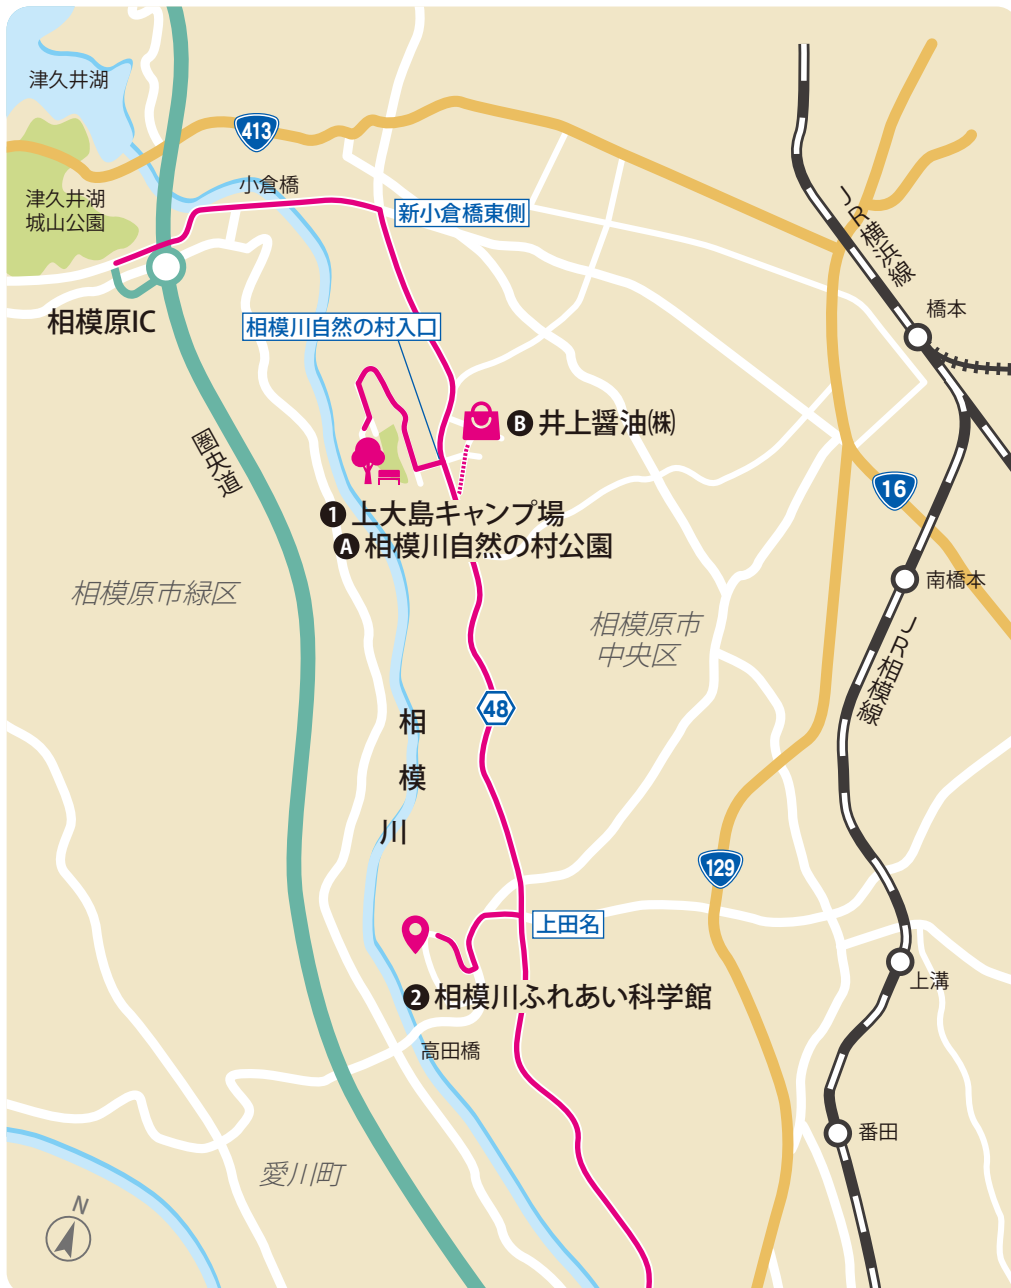 津久井湖
413
津久井湖
城山公園
小倉橋
新小倉橋東側
JR横浜線
相模原IC
相模川自然の村入口
橋本
B 井上醤油㈱
圏央道
16
1 上大島キャンプ場
A 相模川自然の村公園
南橋本
相模原市緑区
相模原市
中央区
JR相模線
48
相模川
129
上田名
上溝
2 相模川ふれあい科学館
高田橋
番田
愛川町
N